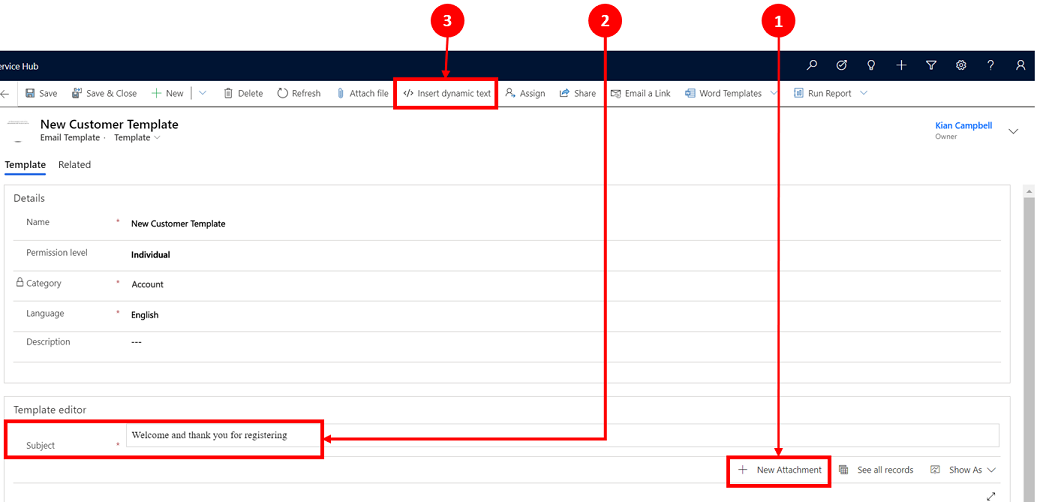 3 2 1
ervice Hub
Save Save & Close New Delete Refresh Attach file </> Insert dynamic text Assign Share Email a Link Word Templates Run Report
New Customer Template
Email Template · Template
Kian Campbell
Owner
Template Related
Details
Name * New Customer Template
Permission level Individual
Category * Account
Language * English
Description ---
Template editor
Subject * Welcome and thank you for registering
+ New Attachment See all records Show As